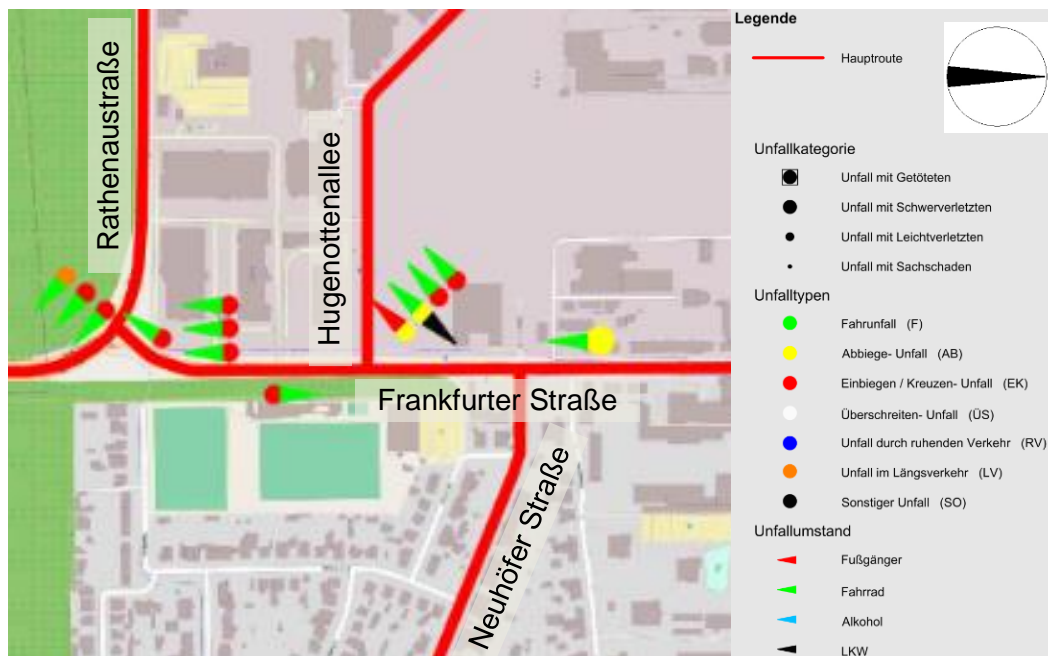 Rathenaustraße
Hugenottenallee
Frankfurter Straße
Neuhöfer Straße
Legende
Hauptroute
Unfallkategorie
Unfall mit Getöteten
Unfall mit Schwerverletzten
Unfall mit Leichtverletzten
Unfall mit Sachschaden
Unfalltypen
Fahrunfall (F)
Abbiege- Unfall (AB)
Einbiegen / Kreuzen- Unfall (EK)
Überschreiten- Unfall (ÜS)
Unfall durch ruhenden Verkehr (RV)
Unfall im Längsverkehr (LV)
Sonstiger Unfall (SO)
Unfallumstand
Fußgänger
Fahrrad
Alkohol
LKW